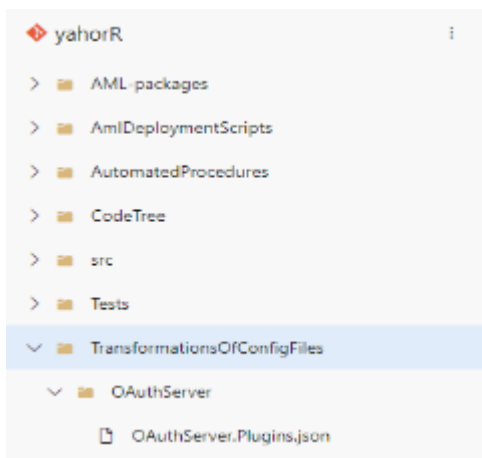 yahorR
AML-packages
AmlDeploymentScripts
AutomatedProcedures
CodeTree
src
Tests
TransformationsOfConfigFiles
OAuthServer
OAuthServer.Plugins.json